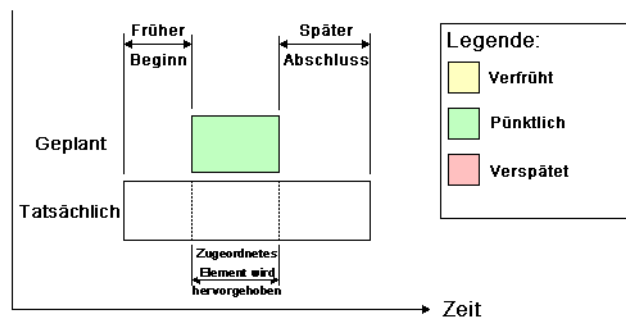 Früher
Beginn
Später
Abschluss
Geplant
Tatsächlich
Zugeordnetes
Element wird
hervorgehoben
Zeit
Legende:
Verfrüht
Pünktlich
Verspätet